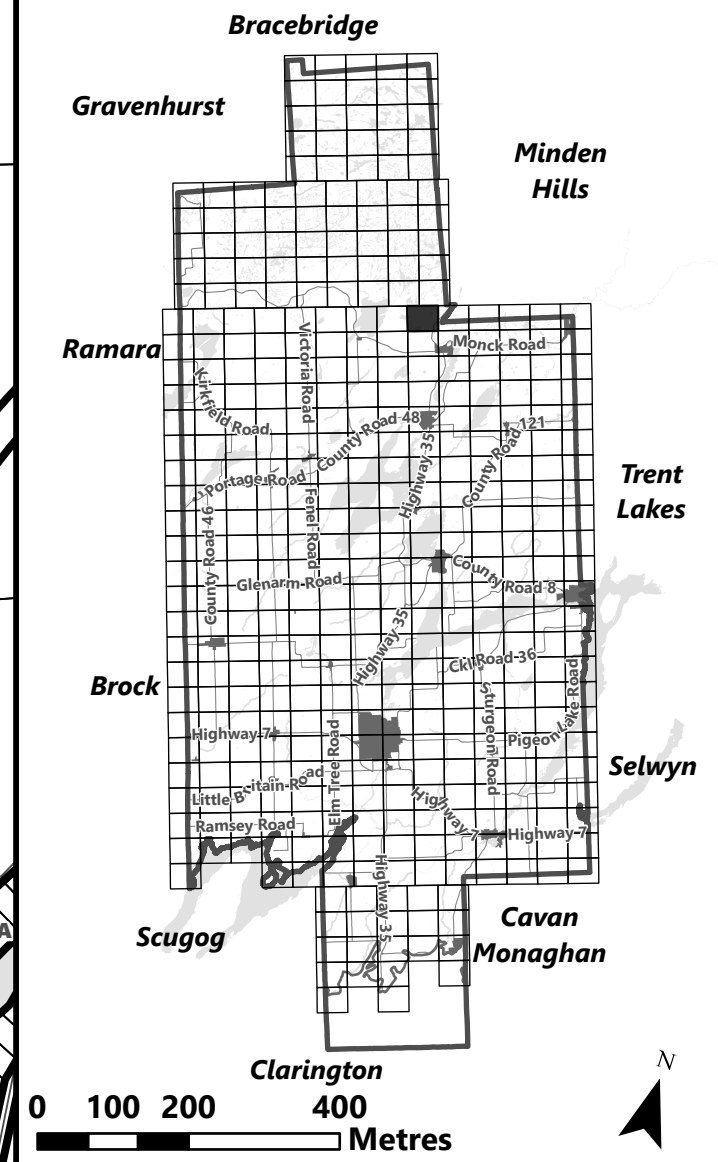 Bracebridge
Gravenhurst
Minden
Hills
Ramara
Monck Road
Victoria Road
Kirkfield Road
County Road 48
County Road 121
Highway 35
Portage Road
Trent
Lakes
Fenel Road
County Road 46
Glenarm Road
County Road 8
Highway 35
Ckl Road 36
Brock
Sturgeon Road
Pigeon Lake Road
Highway 7
Elm Tree Road
Selwyn
Little Britain Road
Highway 7
Ramsey Road
Highway 7
Highway 35
Cavan
Monaghan
Scugog
A
Clarington
N
0 100 200 400
Metres